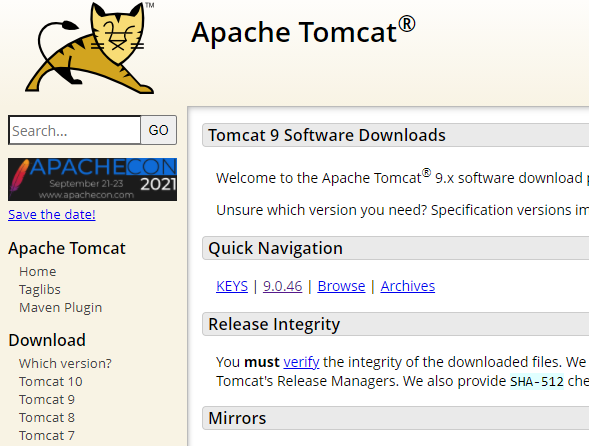 TM
Apache Tomcat®
Search...
GO
APACHECON
September 21-23 2021
www.apachecon.com
Save the date!
Apache Tomcat
Home
Taglibs
Maven Plugin
Download
Which version?
Tomcat 10
Tomcat 9
Tomcat 8
Tomcat 7
Tomcat 9 Software Downloads
Welcome to the Apache Tomcat® 9.x software download
Unsure which version you need? Specification versions im
Quick Navigation
KEYS | 9.0.46 | Browse | Archives
Release Integrity
You must verify the integrity of the downloaded files. We
Tomcat's Release Managers. We also provide SHA-512 che
Mirrors